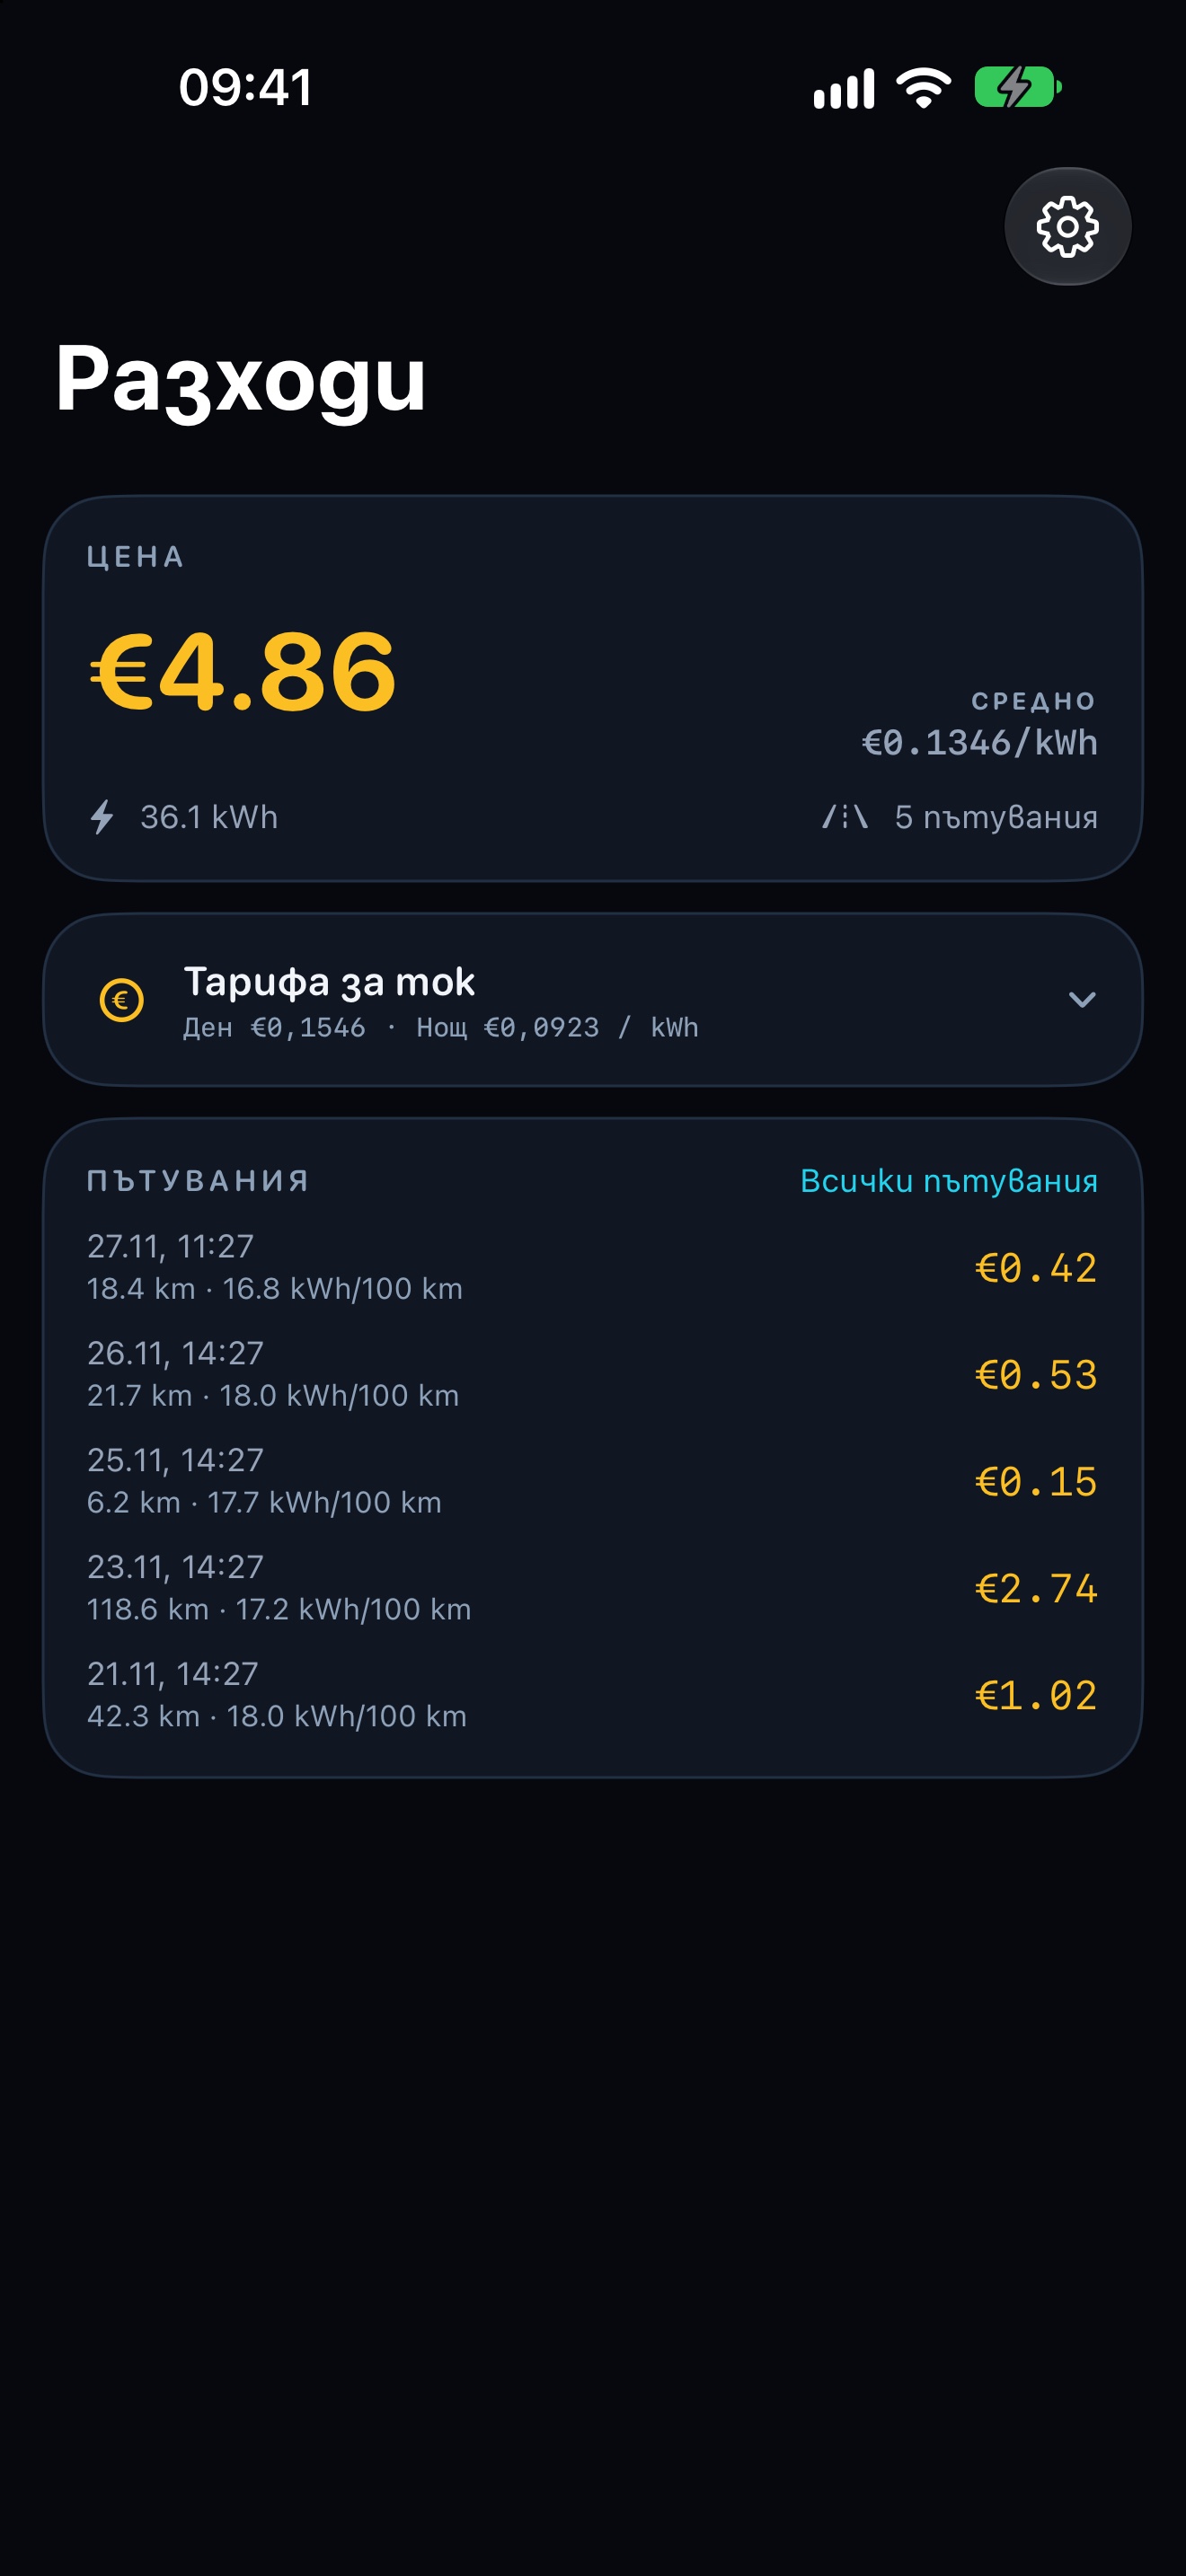 09:41
Разходи
ЦЕНА
€4.86
СРЕДНО
€0.1346/kWh
36.1 kWh
5 пътувания
Тарифа за ток
Ден €0,1546 · Нощ €0,0923 / kWh
ПЪТУВАНИЯ
Всички пътувания
27.11, 11:27
18.4 km · 16.8 kWh/100 km
€0.42
26.11, 14:27
21.7 km · 18.0 kWh/100 km
€0.53
25.11, 14:27
6.2 km · 17.7 kWh/100 km
€0.15
23.11, 14:27
118.6 km · 17.2 kWh/100 km
€2.74
21.11, 14:27
42.3 km · 18.0 kWh/100 km
€1.02